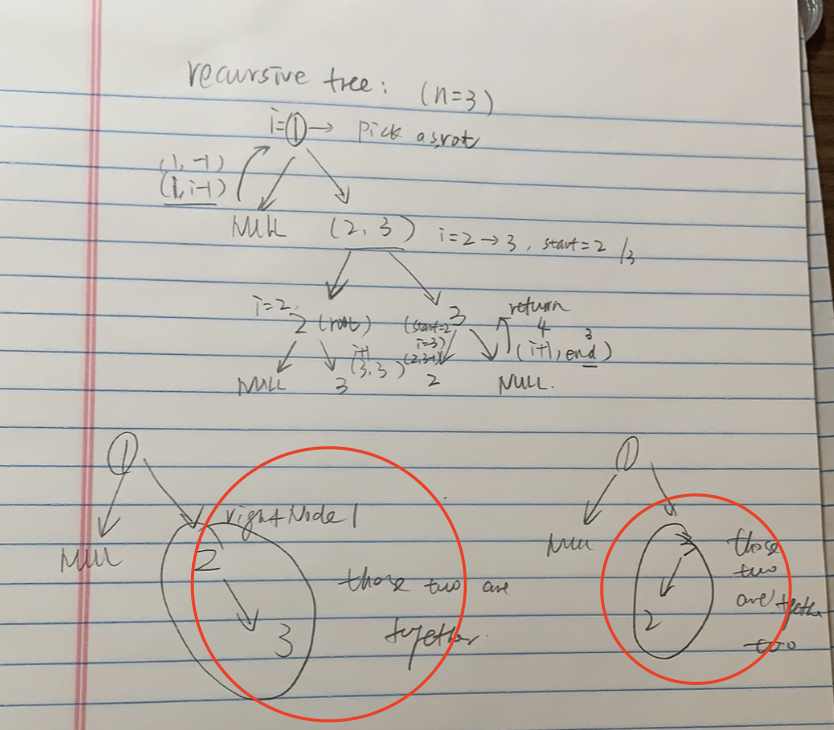 recursive tree: (n=3)
i=① → pick as rot
(1, -1)
(1, i-1)
NULL (2, 3) i=2→3, start=2 /3
i=2,
2 (root)
(start=2 3
i=3)
(2,3-1)
return
4 3
(i+1, end)
NULL
i+1
(3,3)
3
2
NULL.
①
NULL
right Node 1
2
3
those two are
together.
①
NULL
3
2
those
two
are together
too